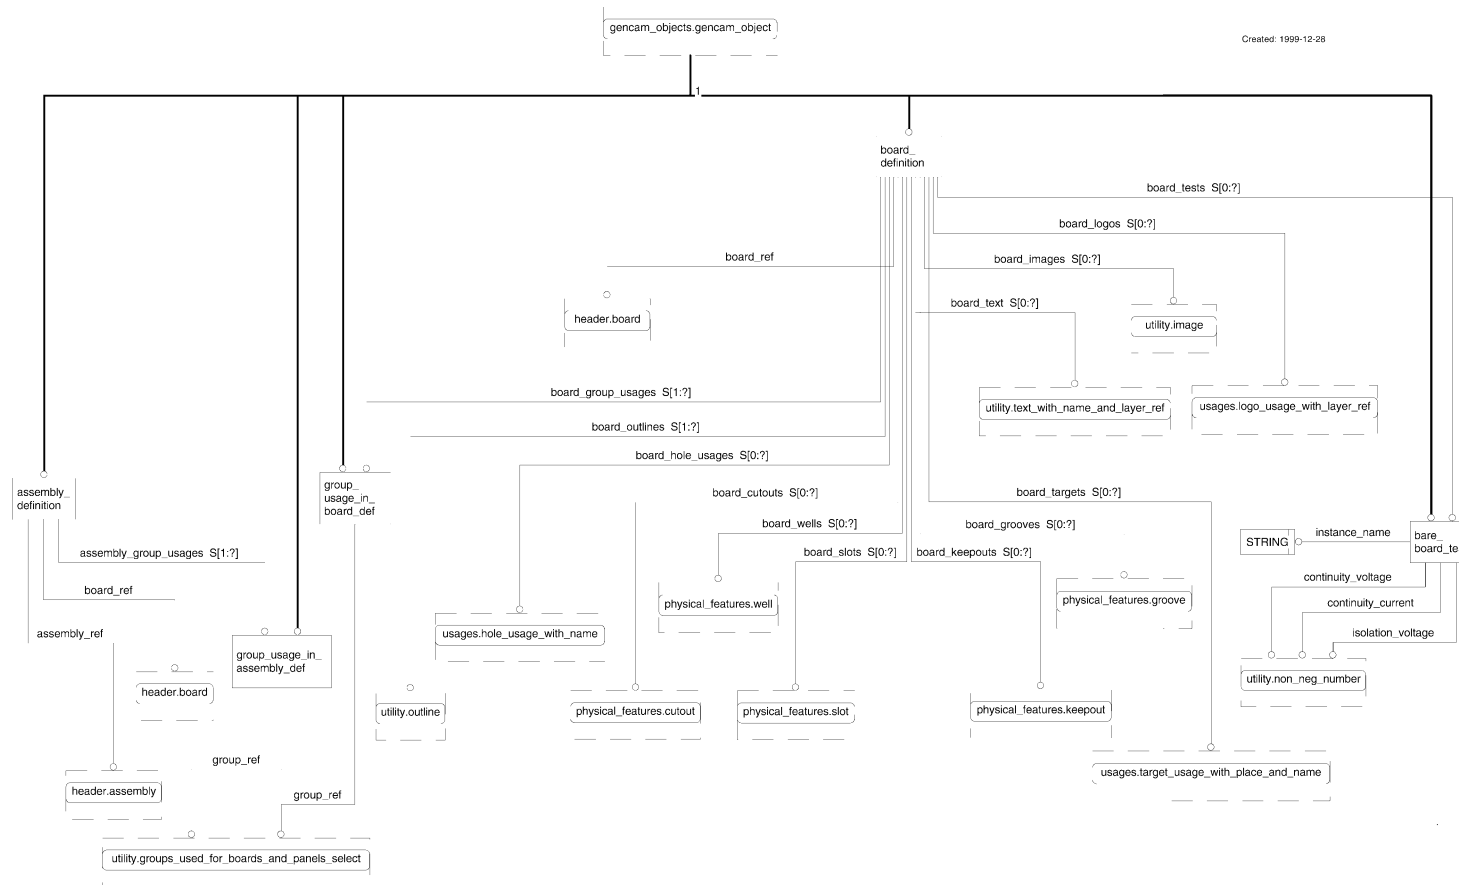 gencam_objects.gencam_object
Created: 1999-12-28
1
board_
definition
board_tests S[0:?]
board_logos S[0:?]
board_ref
board_images S[0:?]
board_text S[0:?]
header.board
utility.image
board_group_usages S[1:?]
utility.text_with_name_and_layer_ref
usages.logo_usage_with_layer_ref
board_outlines S[1:?]
board_hole_usages S[0:?]
assembly_
definition
group_
usage_in_
board_def
board_cutouts S[0:?]
board_targets S[0:?]
board_wells S[0:?]
board_grooves S[0:?]
STRING
instance_name
bare_
board_te
assembly_group_usages S[1:?]
board_slots S[0:?]
board_keepouts S[0:?]
continuity_voltage
board_ref
physical_features.well
physical_features.groove
continuity_current
assembly_ref
usages.hole_usage_with_name
isolation_voltage
group_usage_in_
assembly_def
header.board
utility.non_neg_number
utility.outline
physical_features.cutout
physical_features.slot
physical_features.keepout
group_ref
usages.target_usage_with_place_and_name
header.assembly
group_ref
utility.groups_used_for_boards_and_panels_select